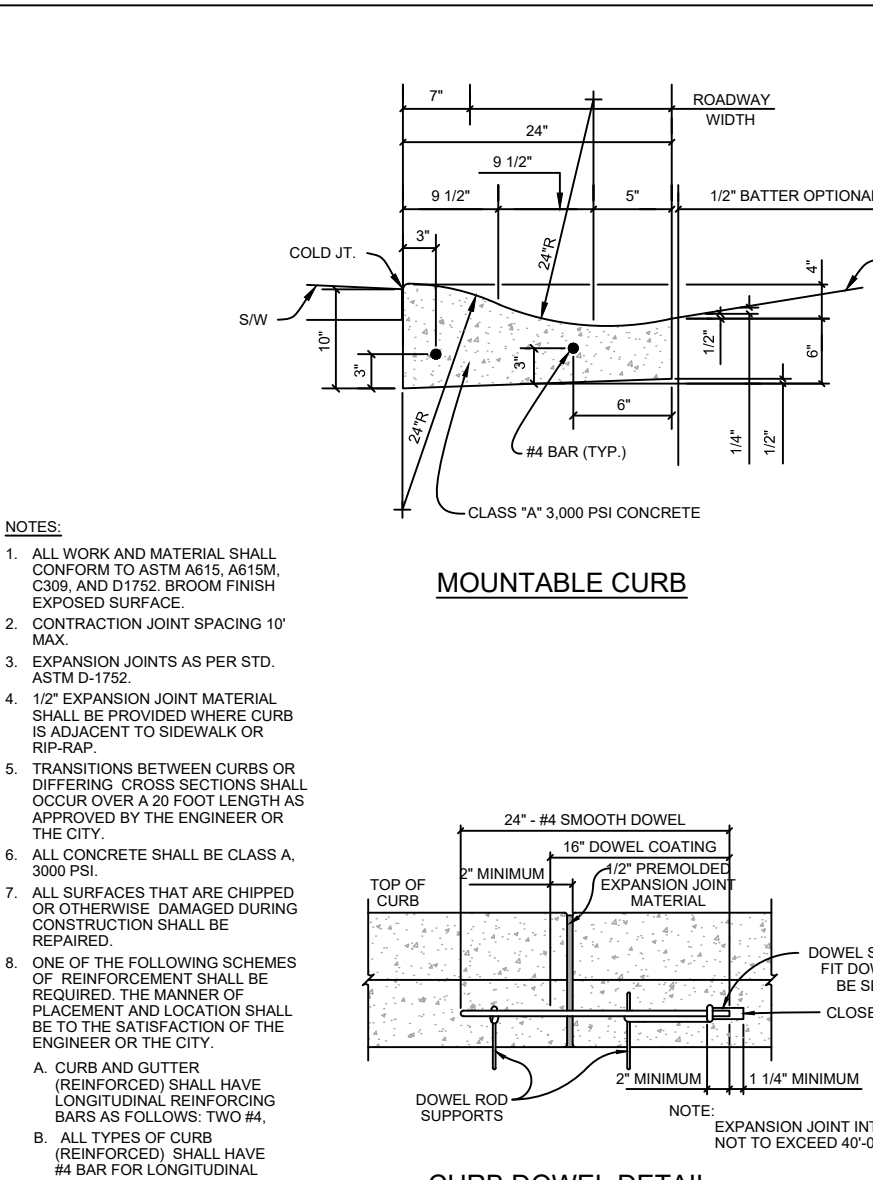 7"
ROADWAY
WIDTH
24"
9 1/2"
9 1/2"
5"
1/2" BATTER OPTIONAL
3"
COLD JT.
24"R
4"
S/W
10"
3"
3"
1/2"
6"
6"
24"R
1/4"
1/2"
#4 BAR (TYP.)
CLASS "A" 3,000 PSI CONCRETE
MOUNTABLE CURB
NOTES:
1. ALL WORK AND MATERIAL SHALL
CONFORM TO ASTM A615, A615M,
C309, AND D1752. BROOM FINISH
EXPOSED SURFACE.
2. CONTRACTION JOINT SPACING 10'
MAX.
3. EXPANSION JOINTS AS PER STD.
ASTM D-1752.
4. 1/2" EXPANSION JOINT MATERIAL
SHALL BE PROVIDED WHERE CURB
IS ADJACENT TO SIDEWALK OR
RIP-RAP.
5. TRANSITIONS BETWEEN CURBS OR
DIFFERING CROSS SECTIONS SHALL
OCCUR OVER A 20 FOOT LENGTH AS
APPROVED BY THE ENGINEER OR
THE CITY.
6. ALL CONCRETE SHALL BE CLASS A,
3000 PSI.
7. ALL SURFACES THAT ARE CHIPPED
OR OTHERWISE DAMAGED DURING
CONSTRUCTION SHALL BE
REPAIRED.
8. ONE OF THE FOLLOWING SCHEMES
OF REINFORCEMENT SHALL BE
REQUIRED. THE MANNER OF
PLACEMENT AND LOCATION SHALL
BE TO THE SATISFACTION OF THE
ENGINEER OR THE CITY.
A. CURB AND GUTTER
(REINFORCED) SHALL HAVE
LONGITUDINAL REINFORCING
BARS AS FOLLOWS: TWO #4,
B. ALL TYPES OF CURB
(REINFORCED) SHALL HAVE
#4 BAR FOR LONGITUDINAL
24" - #4 SMOOTH DOWEL
16" DOWEL COATING
2" MINIMUM
1/2" PREMOLDED
EXPANSION JOINT
MATERIAL
TOP OF
CURB
DOWEL S
FIT DOW
BE SE
CLOSE
2" MINIMUM
1 1/4" MINIMUM
DOWEL ROD
SUPPORTS
NOTE:
EXPANSION JOINT INT
NOT TO EXCEED 40'-0
CURB DOWEL DETAIL